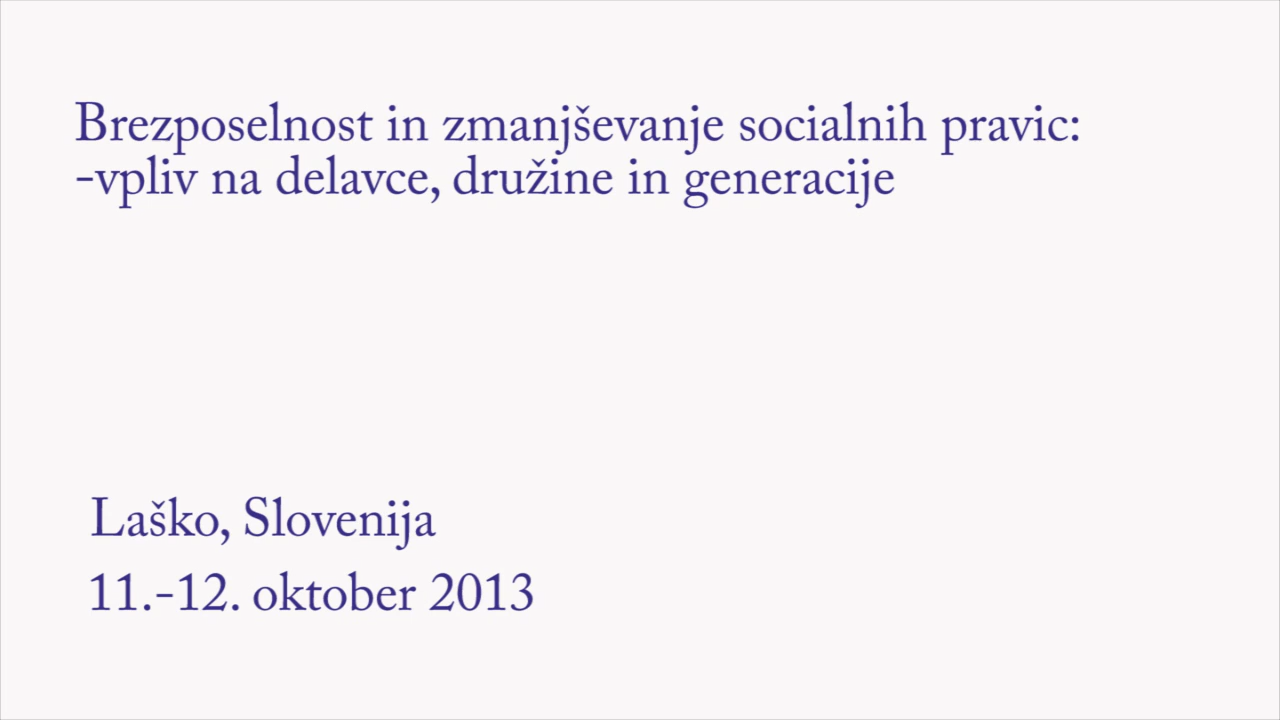 Brezposelnost in zmanjševanje socialnih pravic:
-vpliv na delavce, družine in generacije
Laško, Slovenija
11.-12. oktober 2013